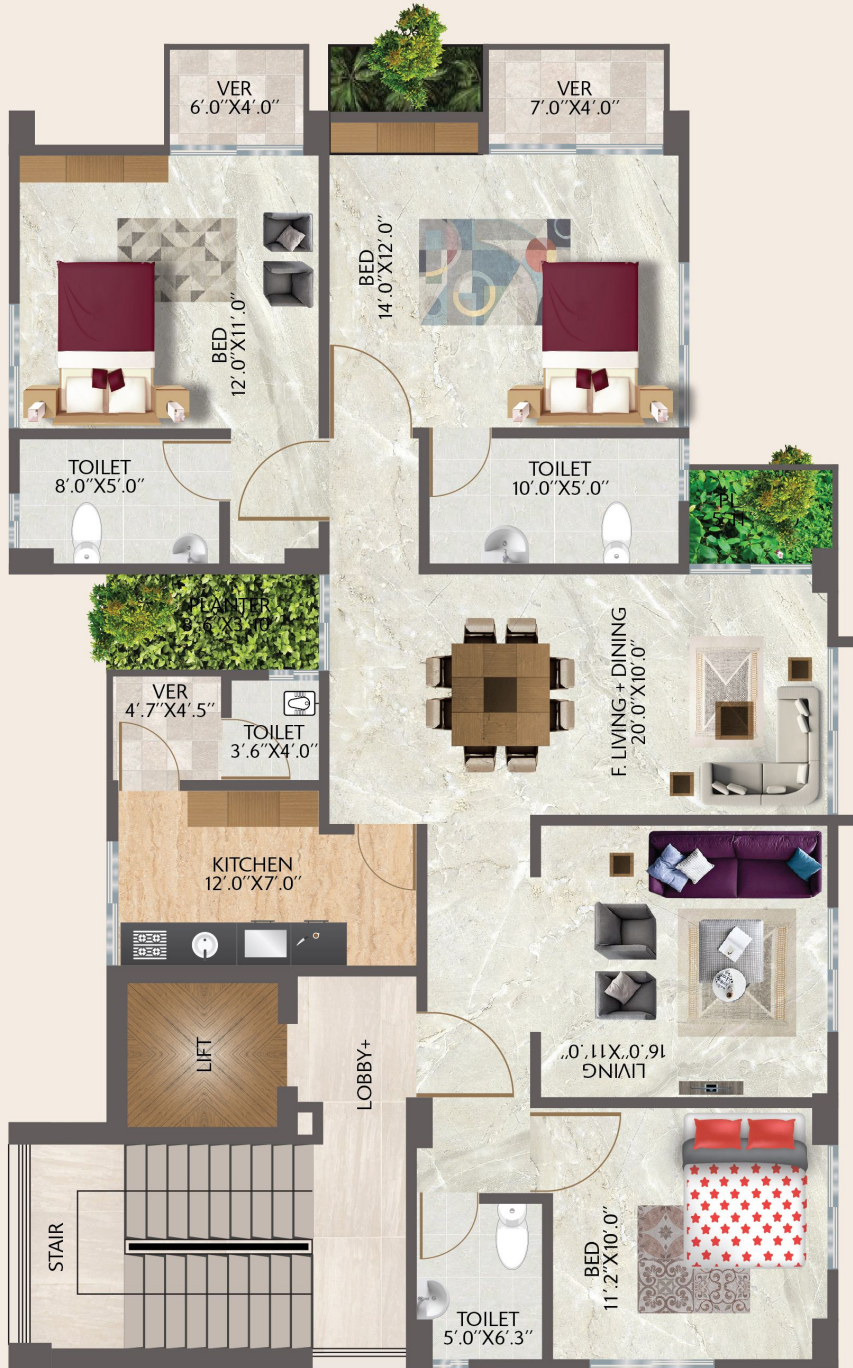 VER
6'.0"X4'.0"
VER
7'.0"X4'.0"
BED
12'.0"X11'.0"
BED
14'.0"X12'.0"
TOILET
8'.0"X5'.0"
TOILET
10'.0"X5'.0"
PLANTER
F. LIVING + DINING
20'.0"X10'.0"
VER
4'.7"X4'.5"
TOILET
3'.6"X4'.0"
KITCHEN
12'.0"X7'.0"
LIVING
16'.0"X11'.0"
LIFT
LOBBY+
STAIR
BED
11'.2"X10'.0"
TOILET
5'.0"X6'.3"